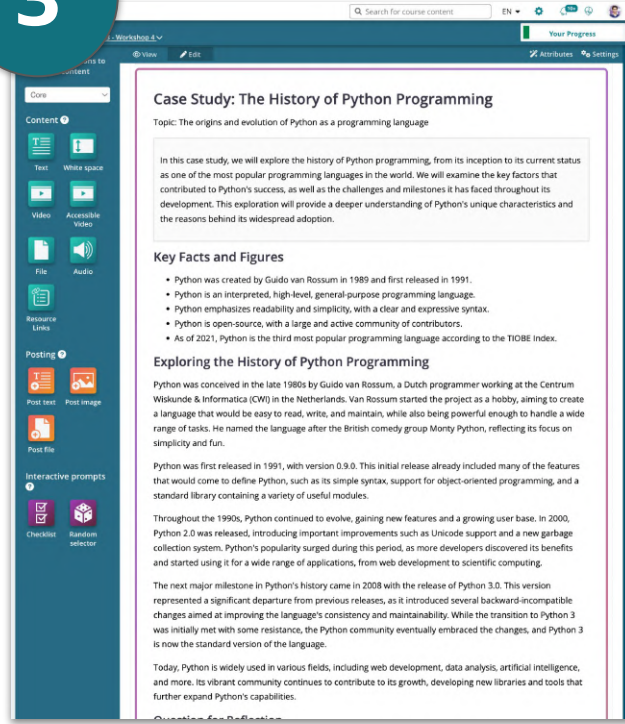 3
Search for course content
EN
10+
Your Progress
- Workshop 4
View
Edit
Attributes
Settings
to
content
Core
Content
Text
White space
Video
Accessible
Video
File
Audio
Resource
Links
Posting
Post text
Post image
Post file
Interactive prompts
Checklist
Random
selector
Case Study: The History of Python Programming
Topic: The origins and evolution of Python as a programming language
In this case study, we will explore the history of Python programming, from its inception to its current status
as one of the most popular programming languages in the world. We will examine the key factors that
contributed to Python's success, as well as the challenges and milestones it has faced throughout its
development. This exploration will provide a deeper understanding of Python's unique characteristics and
the reasons behind its widespread adoption.
Key Facts and Figures
• Python was created by Guido van Rossum in 1989 and first released in 1991.
• Python is an interpreted, high-level, general-purpose programming language.
• Python emphasizes readability and simplicity, with a clear and expressive syntax.
• Python is open-source, with a large and active community of contributors.
• As of 2021, Python is the third most popular programming language according to the TIOBE Index.
Exploring the History of Python Programming
Python was conceived in the late 1980s by Guido van Rossum, a Dutch programmer working at the Centrum
Wiskunde & Informatica (CWI) in the Netherlands. Van Rossum started the project as a hobby, aiming to create
a language that would be easy to read, write, and maintain, while also being powerful enough to handle a wide
range of tasks. He named the language after the British comedy group Monty Python, reflecting its focus on
simplicity and fun.
Python was first released in 1991, with version 0.9.0. This initial release already included many of the features
that would come to define Python, such as its simple syntax, support for object-oriented programming, and a
standard library containing a variety of useful modules.
Throughout the 1990s, Python continued to evolve, gaining new features and a growing user base. In 2000,
Python 2.0 was released, introducing important improvements such as Unicode support and a new garbage
collection system. Python's popularity surged during this period, as more developers discovered its benefits
and started using it for a wide range of applications, from web development to scientific computing.
The next major milestone in Python's history came in 2008 with the release of Python 3.0. This version
represented a significant departure from previous releases, as it introduced several backward-incompatible
changes aimed at improving the language's consistency and maintainability. While the transition to Python 3
was initially met with some resistance, the Python community eventually embraced the changes, and Python 3
is now the standard version of the language.
Today, Python is widely used in various fields, including web development, data analysis, artificial intelligence,
and more. Its vibrant community continues to contribute to its growth, developing new libraries and tools that
further expand Python's capabilities.
Question for Reflection